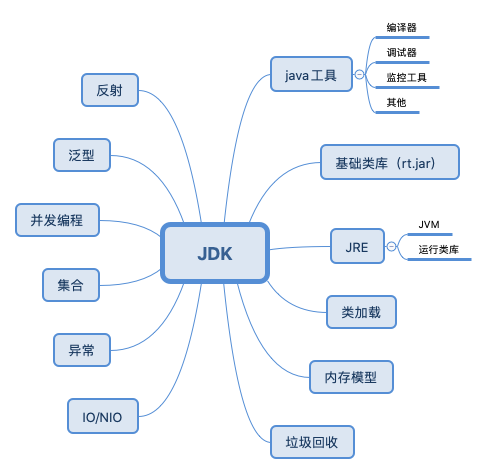 JDK
java工具
编译器
调试器
监控工具
其他
基础类库（rt.jar)
JRE
JVM
运行类库
类加载
内存模型
垃圾回收
反射
泛型
并发编程
集合
异常
IO/NIO